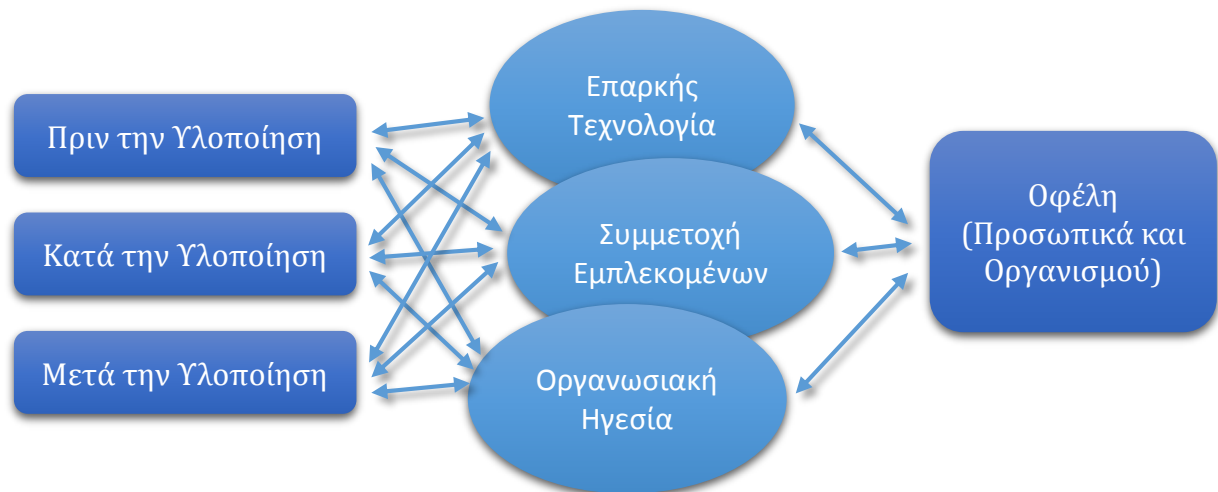 Πριν την Υλοποίηση
Κατά την Υλοποίηση
Μετά την Υλοποίηση
Επαρκής
Τεχνολογία
Συμμετοχή
Εμπλεκομένων
Οργανωσιακή
Ηγεσία
Οφέλη
(Προσωπικά και
Οργανισμού)